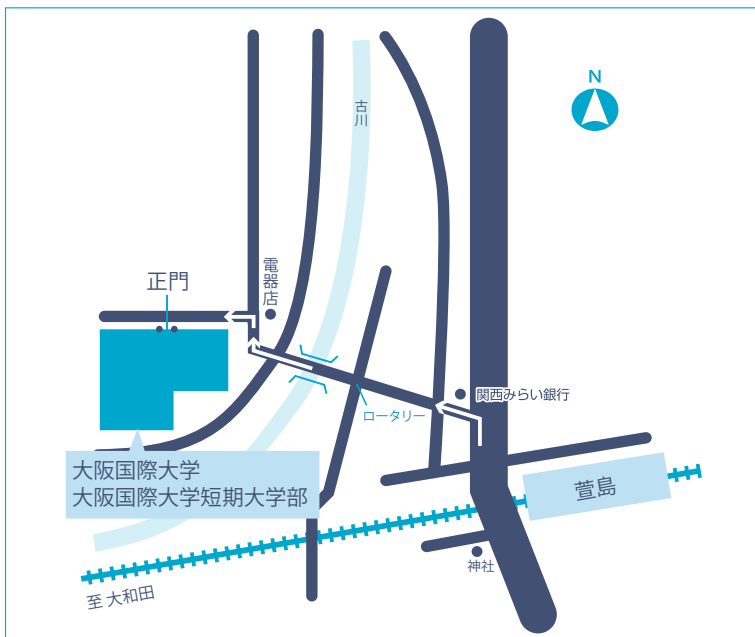 N
古川
電器店
正門
関西みらい銀行
ロータリー
大阪国際大学
大阪国際大学短期大学部
萱島
神社
至 大和田